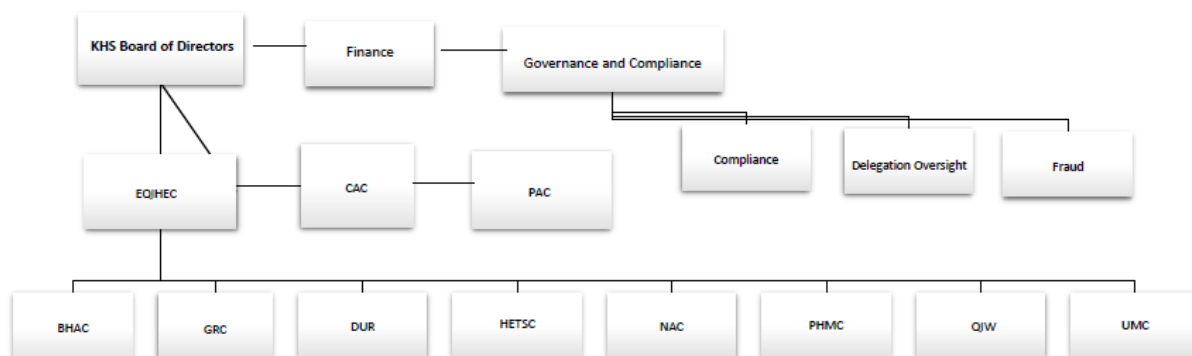 KHS Board of Directors
Finance
Governance and Compliance
Compliance
Delegation Oversight
Fraud
EQIHEC
CAC
PAC
BHAC
GRC
DUR
HETSC
NAC
PHMC
QIW
UMC